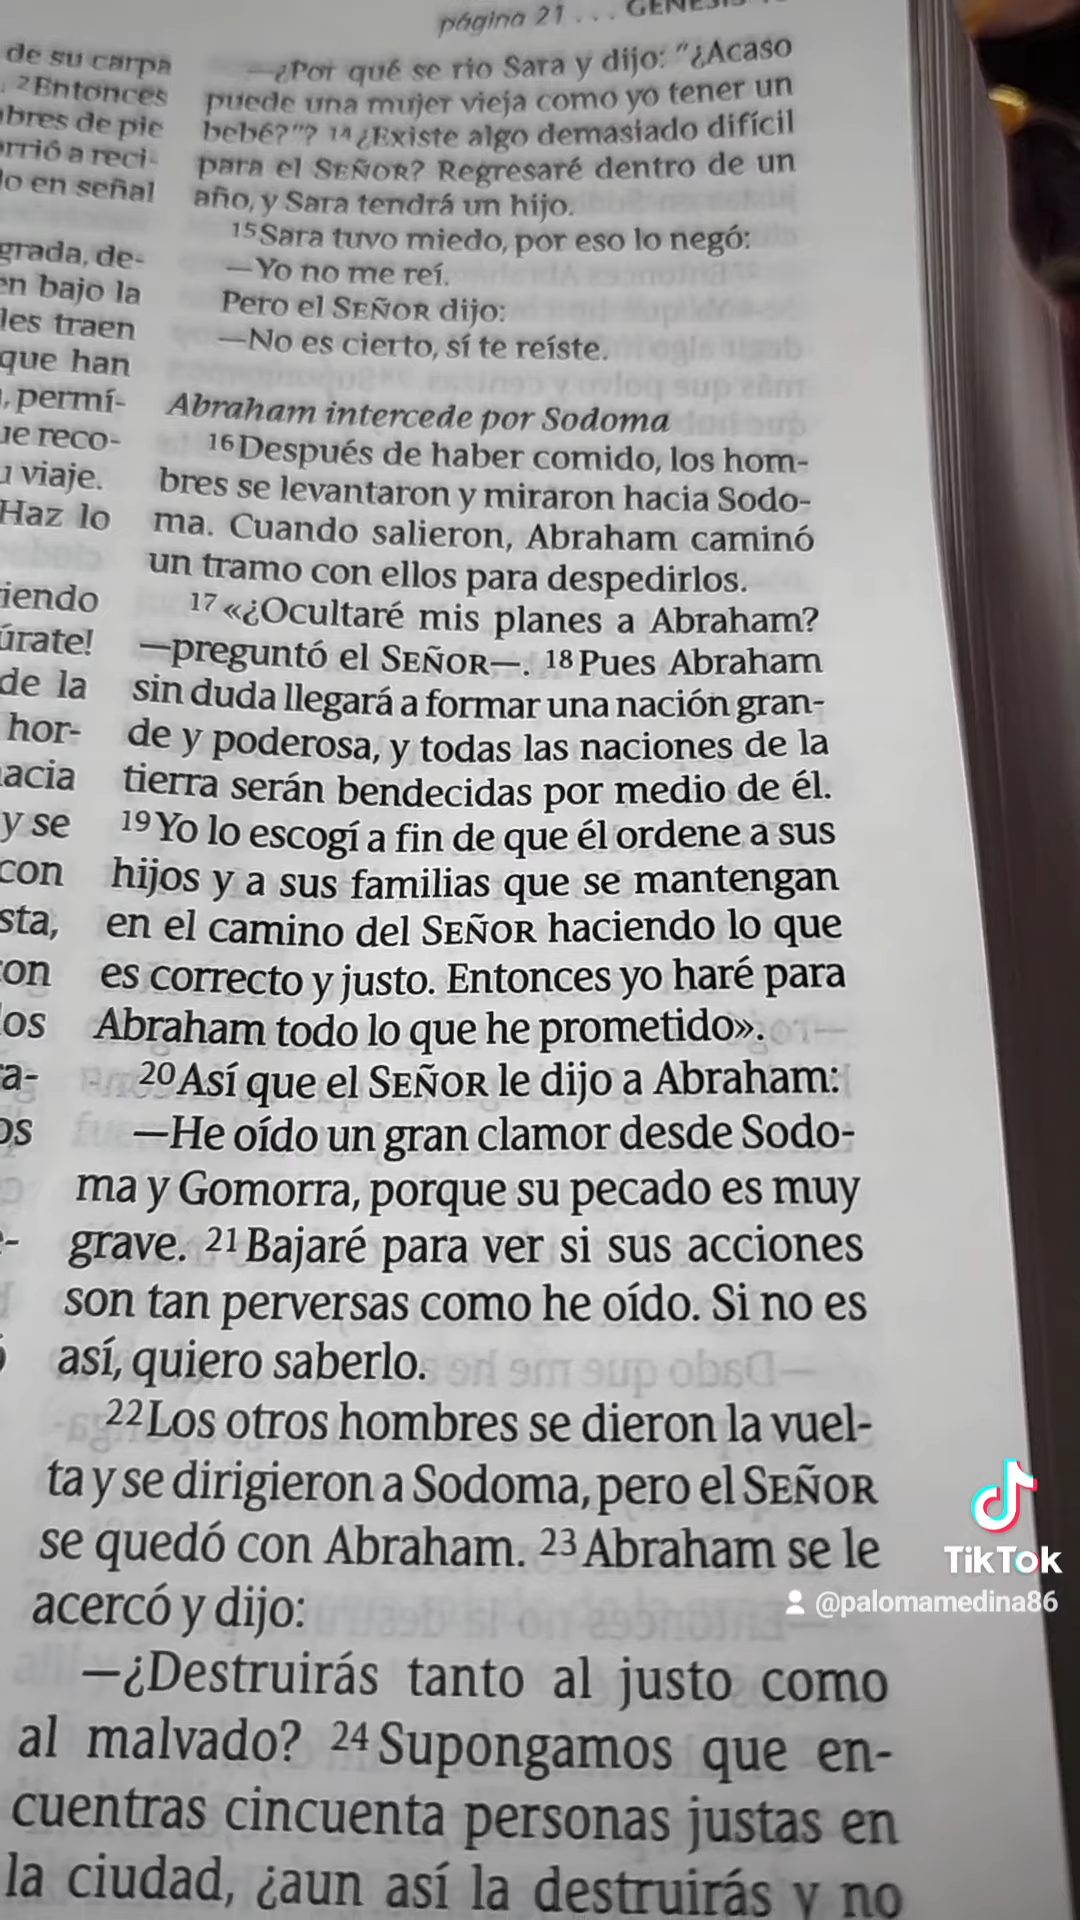 página 21 . . . GÉNESIS
de su carpa
²Entonces
de pie
a reci-
en señal
de-
bajo la
les traen
que han
permí-
reco-
viaje.
Haz lo
de la
hor-
y se
con
—¿Por qué se rio Sara y dijo: "¿Acaso
puede una mujer vieja como yo tener un
bebé?"? ¹⁴¿Existe algo demasiado difícil
para el SEÑOR? Regresaré dentro de un
año, y Sara tendrá un hijo.
¹⁵Sara tuvo miedo, por eso lo negó:
—Yo no me reí.
Pero el SEÑOR dijo:
—No es cierto, sí te reíste.
Abraham intercede por Sodoma
¹⁶Después de haber comido, los hom-
bres se levantaron y miraron hacia Sodo-
ma. Cuando salieron, Abraham caminó
un tramo con ellos para despedirlos.
¹⁷«¿Ocultaré mis planes a Abraham?
—preguntó el SEÑOR—. ¹⁸Pues Abraham
sin duda llegará a formar una nación gran-
de y poderosa, y todas las naciones de la
tierra serán bendecidas por medio de él.
¹⁹Yo lo escogí a fin de que él ordene a sus
hijos y a sus familias que se mantengan
en el camino del SEÑOR haciendo lo que
es correcto y justo. Entonces yo haré para
Abraham todo lo que he prometido».
²⁰Así que el SEÑOR le dijo a Abraham:
—He oído un gran clamor desde Sodo-
ma y Gomorra, porque su pecado es muy
grave. ²¹Bajaré para ver si sus acciones
son tan perversas como he oído. Si no es
así, quiero saberlo.
²²Los otros hombres se dieron la vuel-
ta y se dirigieron a Sodoma, pero el SEÑOR
se quedó con Abraham. ²³Abraham se le
acercó y dijo:
—¿Destruirás tanto al justo como
al malvado? ²⁴Supongamos que en-
cuentras cincuenta personas justas en
la ciudad, ¿aun así la destruirás y no
TikTok
@palomamedina86